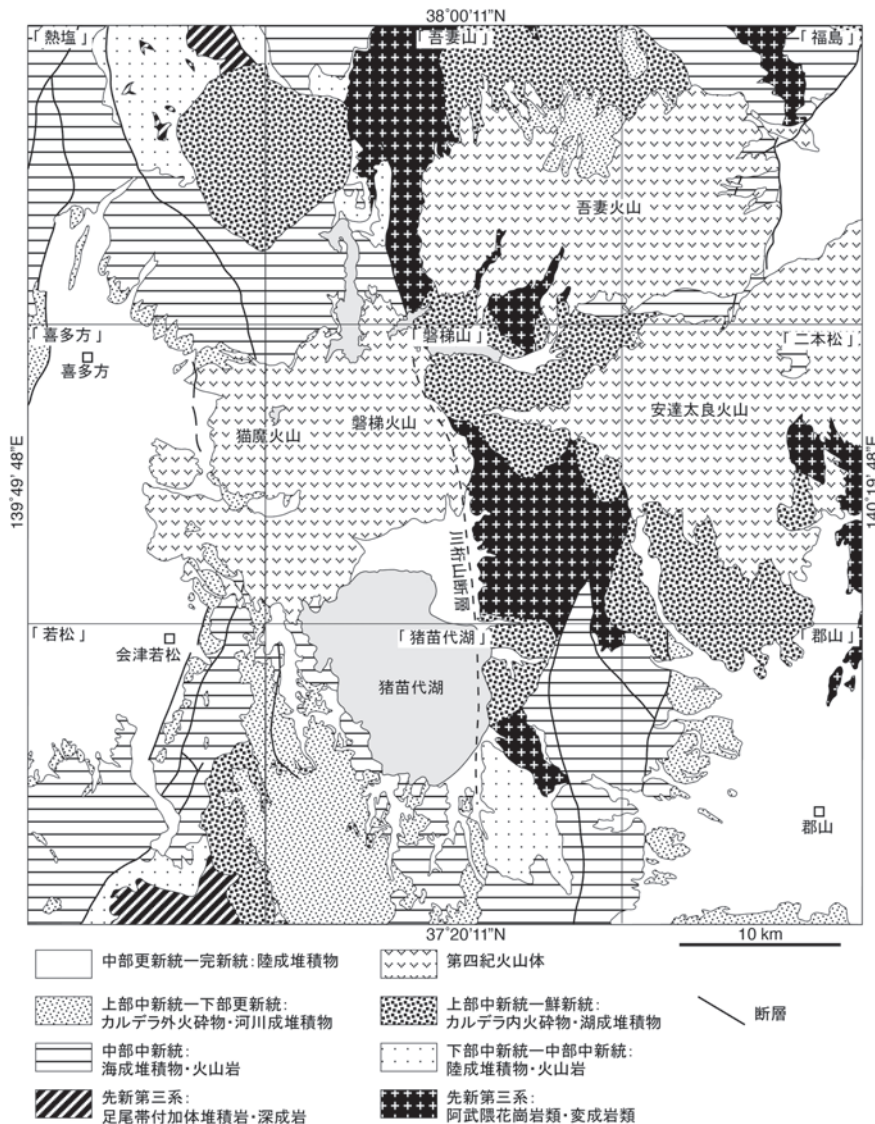 38°00'11"N
「熱塩」
「吾妻山」
「福島」
吾妻火山
「喜多方」
「磐梯山」
「二本松」
喜多方
猫魔火山
磐梯火山
安達太良火山
139°49'48"E
140°19'48"E
川桁山断層
「若松」
「猪苗代湖」
「郡山」
会津若松
猪苗代湖
郡山
37°20'11"N
10 km
中部更新統ー完新統:陸成堆積物
第四紀火山体
上部中新統ー下部更新統:
カルデラ外火砕物・河川成堆積物
上部中新統ー鮮新統:
カルデラ内火砕物・湖成堆積物
断層
中部中新統:
海成堆積物・火山岩
下部中新統ー中部中新統:
陸成堆積物・火山岩
先新第三系:
足尾帯付加体堆積岩・深成岩
先新第三系:
阿武隈花崗岩類・変成岩類